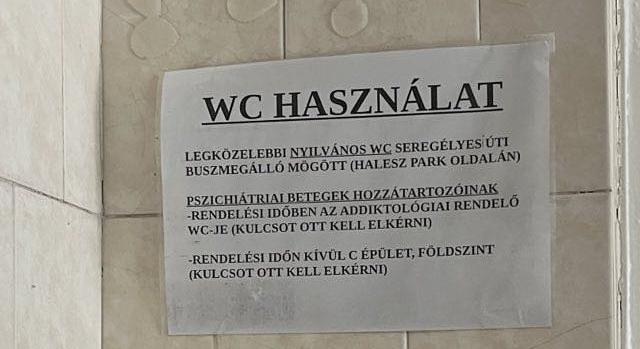 WC HASZNÁLAT
LEGKÖZELEBBI NYILVÁNOS WC SEREGÉLYES ÚTI
BUSZMEGÁLLÓ MÖGÖTT (HALESZ PARK OLDALÁN)
PSZICHIÁTRIAI BETEGEK HOZZÁTARTOZÓINAK
-RENDELÉSI IDŐBEN AZ ADDIKTOLÓGIAI RENDELŐ
WC-JE (KULCSOT OTT KELL ELKÉRNI)
-RENDELÉSI IDŐN KÍVÜL C ÉPÜLET, FÖLDSZINT
(KULCSOT OTT KELL ELKÉRNI)